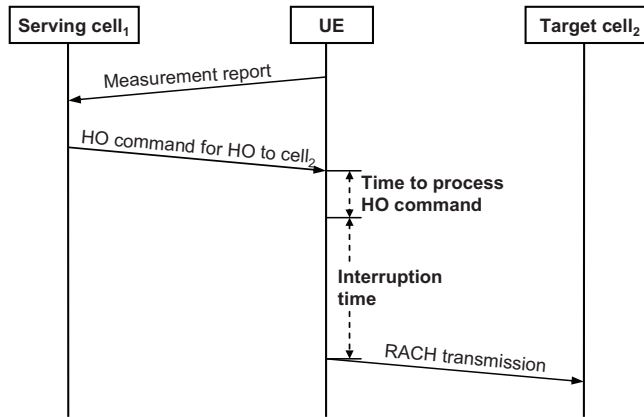 Serving cell₁
UE
Target cell₂
Measurement report
HO command for HO to cell₂
Time to process
HO command
Interruption
time
RACH transmission